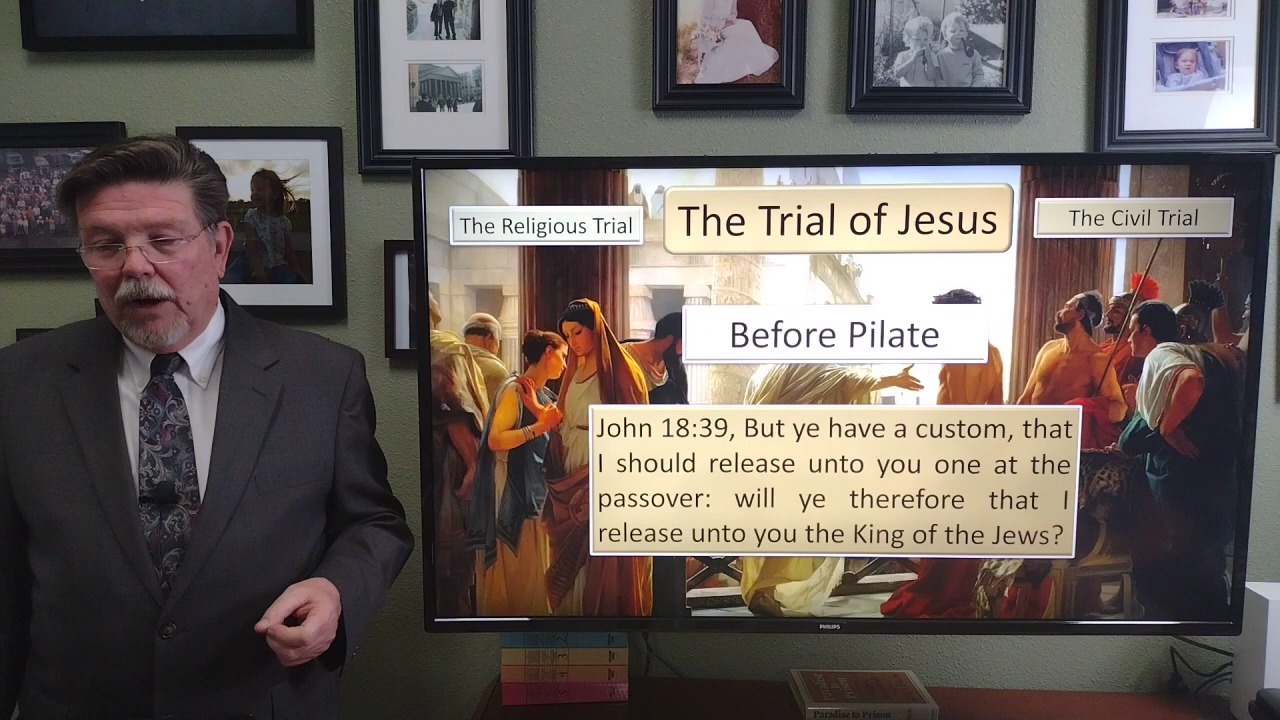 The Religious Trial
The Trial of Jesus
The Civil Trial
Before Pilate
John 18:39, But ye have a custom, that
I should release unto you one at the
passover: will ye therefore that I
release unto you the King of the Jews?
PHILIPS
Paradise to Prison